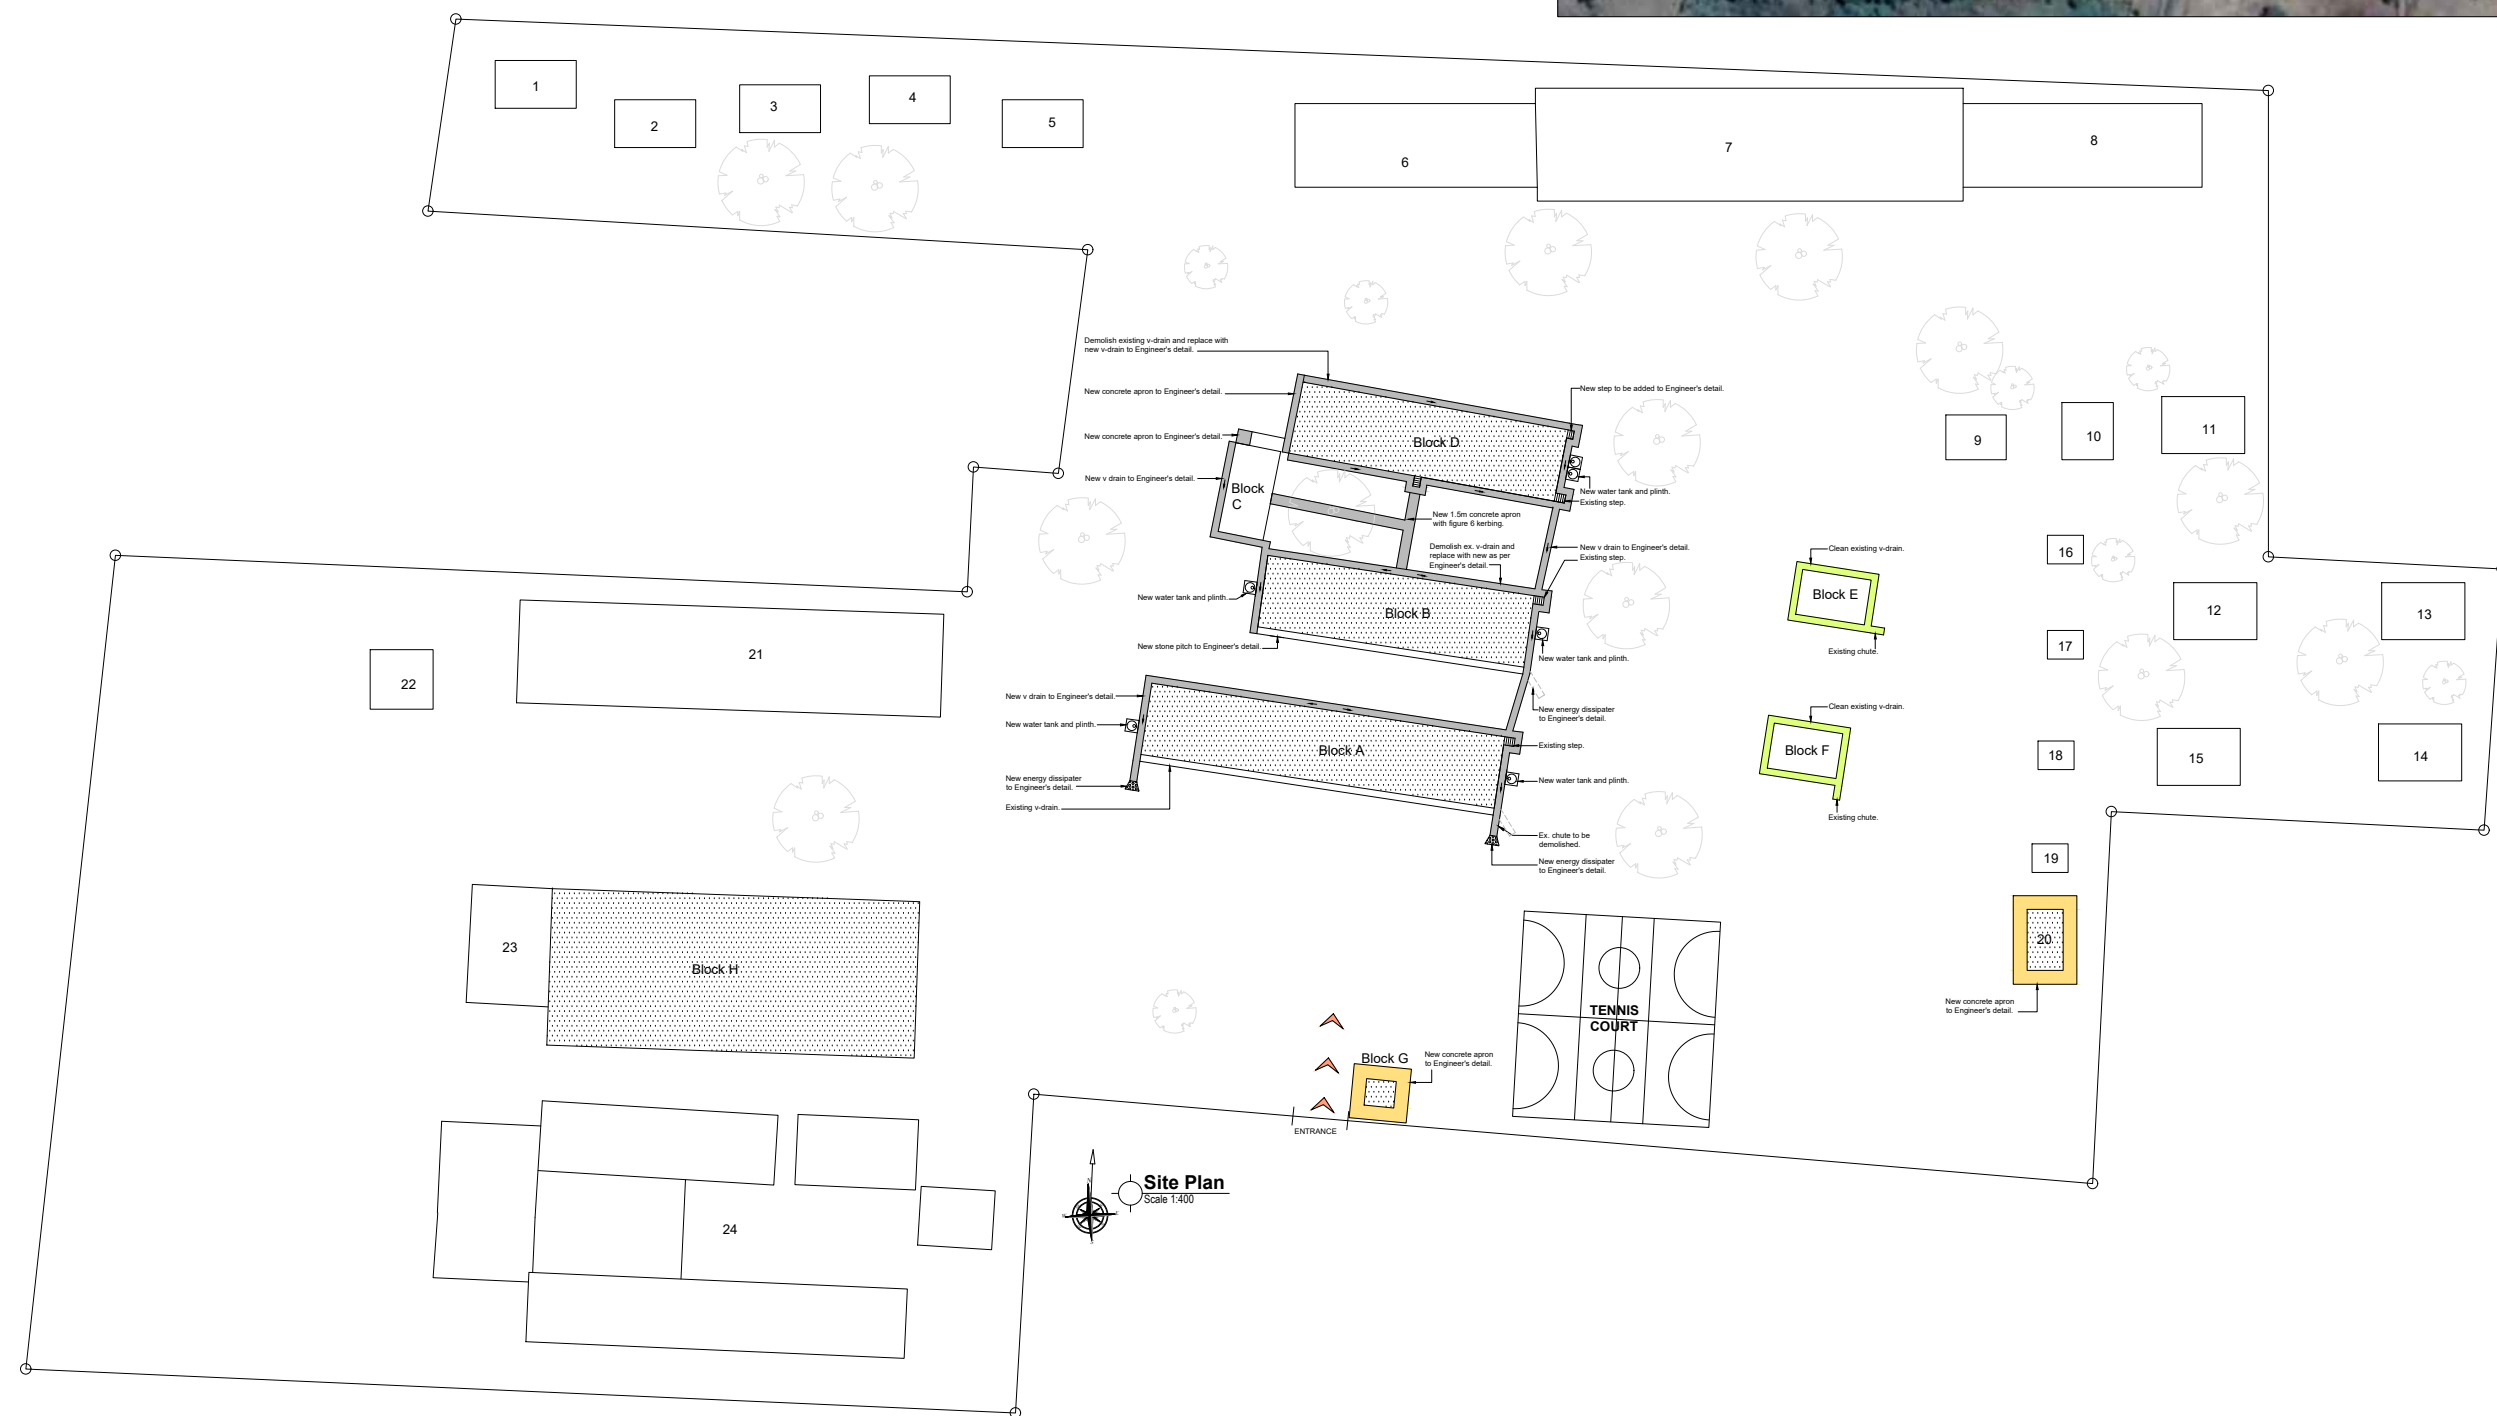 1
2
3
4
5
6
7
8
Demolish existing v-drain and replace with
new v-drain to Engineer's detail.
New concrete apron to Engineer's detail.
New step to be added to Engineer's detail.
New concrete apron to Engineer's detail.
Block D
9
10
11
New v drain to Engineer's detail.
Block
C
New water tank and plinth.
Existing step.
New 1.5m concrete apron
with figure 6 kerbing.
Demolish ex. v-drain and
replace with new as per
Engineer's detail.
New v drain to Engineer's detail.
Existing step.
Clean existing v-drain.
16
New water tank and plinth.
Block B
Block E
12
13
New stone pitch to Engineer's detail.
New water tank and plinth.
Existing chute.
17
21
22
New v drain to Engineer's detail.
New water tank and plinth.
New energy dissipater
to Engineer's detail.
Clean existing v-drain.
Block A
Existing step.
Block F
18
15
14
New energy dissipater
to Engineer's detail.
New water tank and plinth.
Existing v-drain.
Existing chute.
Ex. chute to be
demolished.
New energy dissipater
to Engineer's detail.
19
23
Block H
20
New concrete apron
to Engineer's detail.
TENNIS
COURT
Block G
New concrete apron
to Engineer's detail.
ENTRANCE
Site Plan
Scale 1:400
24